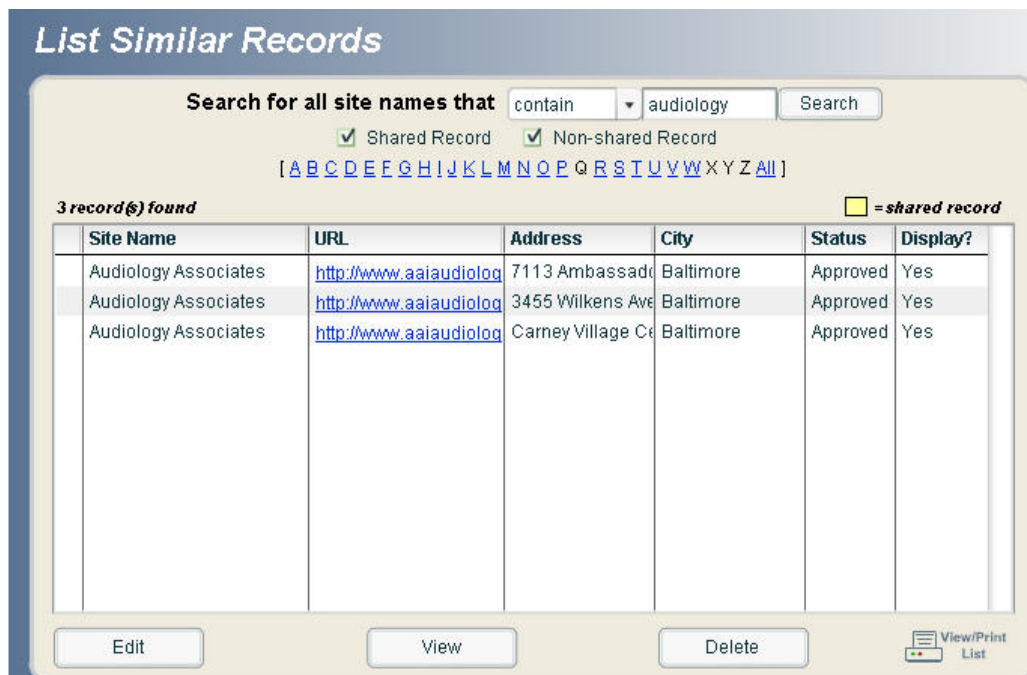 List Similar Records
Search for all site names that contain audiology Search
Shared Record Non-shared Record
[ A B C D E F G H I J K L M N O P Q R S T U V W X Y Z All ]
3 record(s) found = shared record
Site Name URL Address City Status Display?
Audiology Associates http://www.aaiaudiolog 7113 Ambassad Baltimore Approved Yes
Audiology Associates http://www.aaiaudiolog 3455 Wilkens Ave Baltimore Approved Yes
Audiology Associates http://www.aaiaudiolog Carney Village Ce Baltimore Approved Yes
Edit View Delete View/Print
List